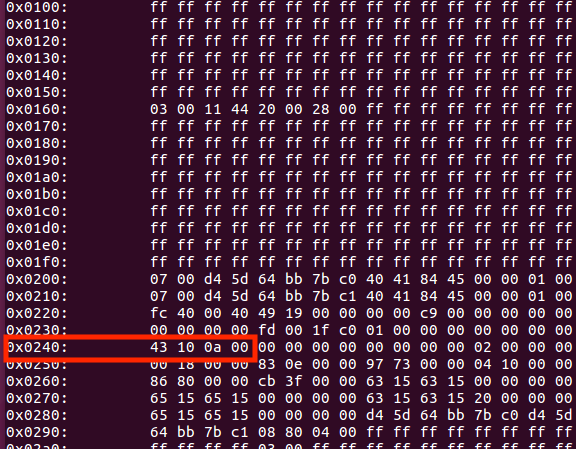 0x0100: ff ff ff ff ff ff ff ff ff ff ff ff ff ff ff ff
0x0110: ff ff ff ff ff ff ff ff ff ff ff ff ff ff ff ff
0x0120: ff ff ff ff ff ff ff ff ff ff ff ff ff ff ff ff
0x0130: ff ff ff ff ff ff ff ff ff ff ff ff ff ff ff ff
0x0140: ff ff ff ff ff ff ff ff ff ff ff ff ff ff ff ff
0x0150: ff ff ff ff ff ff ff ff ff ff ff ff ff ff ff ff
0x0160: 03 00 11 44 20 00 28 00 ff ff ff ff ff ff ff ff
0x0170: ff ff ff ff ff ff ff ff ff ff ff ff ff ff ff ff
0x0180: ff ff ff ff ff ff ff ff ff ff ff ff ff ff ff ff
0x0190: ff ff ff ff ff ff ff ff ff ff ff ff ff ff ff ff
0x01a0: ff ff ff ff ff ff ff ff ff ff ff ff ff ff ff ff
0x01b0: ff ff ff ff ff ff ff ff ff ff ff ff ff ff ff ff
0x01c0: ff ff ff ff ff ff ff ff ff ff ff ff ff ff ff ff
0x01d0: ff ff ff ff ff ff ff ff ff ff ff ff ff ff ff ff
0x01e0: ff ff ff ff ff ff ff ff ff ff ff ff ff ff ff ff
0x01f0: ff ff ff ff ff ff ff ff ff ff ff ff ff ff ff ff
0x0200: 07 00 d4 5d 64 bb 7b c0 40 41 84 45 00 00 01 00
0x0210: 07 00 d4 5d 64 bb 7b c1 40 41 84 45 00 00 01 00
0x0220: fc 40 00 40 49 19 00 00 00 00 c9 00 00 00 00 00
0x0230: 00 00 00 00 fd 00 1f c0 01 00 00 00 00 00 00 00
0x0240: 43 10 0a 00 00 00 00 00 00 00 00 00 02 00 00 00
0x0250: 00 18 00 00 83 0e 00 00 97 73 00 00 04 10 00 00
0x0260: 86 80 00 00 cb 3f 00 00 63 15 63 15 00 00 00 00
0x0270: 65 15 65 15 00 00 00 00 63 15 63 15 20 00 00 00
0x0280: 65 15 65 15 00 00 00 00 d4 5d 64 bb 7b c0 d4 5d
0x0290: 64 bb 7b c1 08 80 04 00 ff ff ff ff ff ff ff ff
0x02a0: ff ff ff ff 03 00 ff ff ff ff ff ff ff ff ff ff